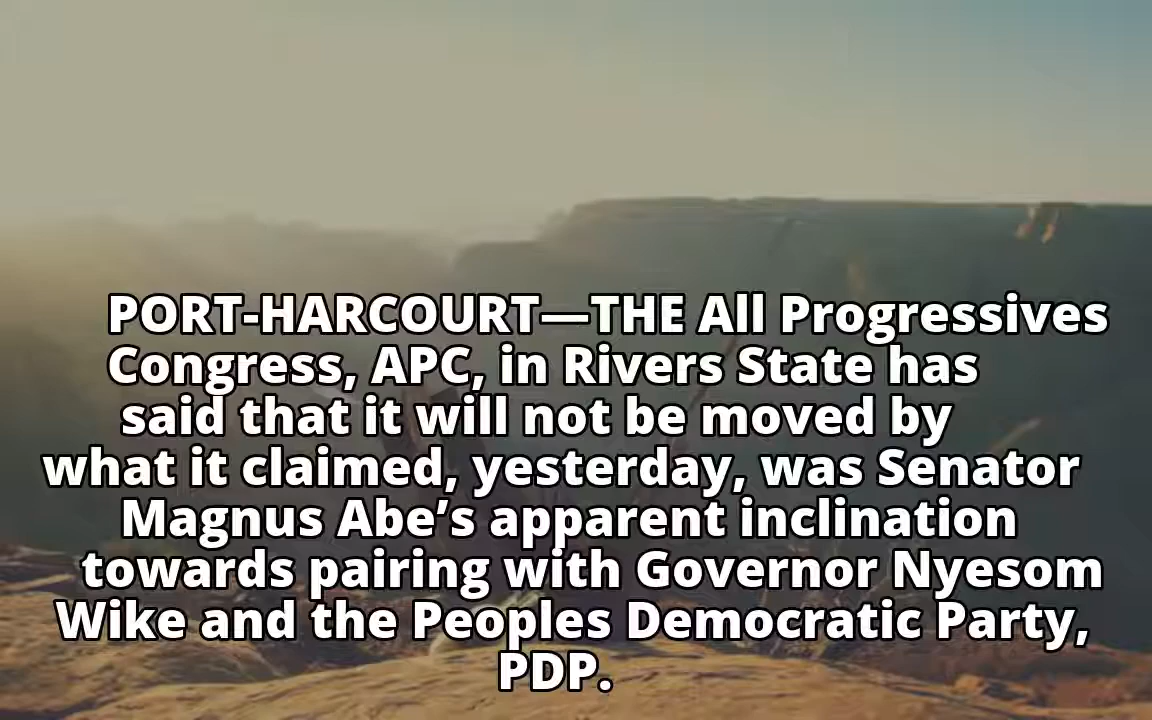 PORT-HARCOURT—THE All Progressives
Congress, APC, in Rivers State has
said that it will not be moved by
what it claimed, yesterday, was Senator
Magnus Abe’s apparent inclination
towards pairing with Governor Nyesom
Wike and the Peoples Democratic Party,
PDP.